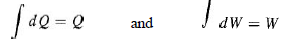 ∫ dQ = Q and ∫ dW = W